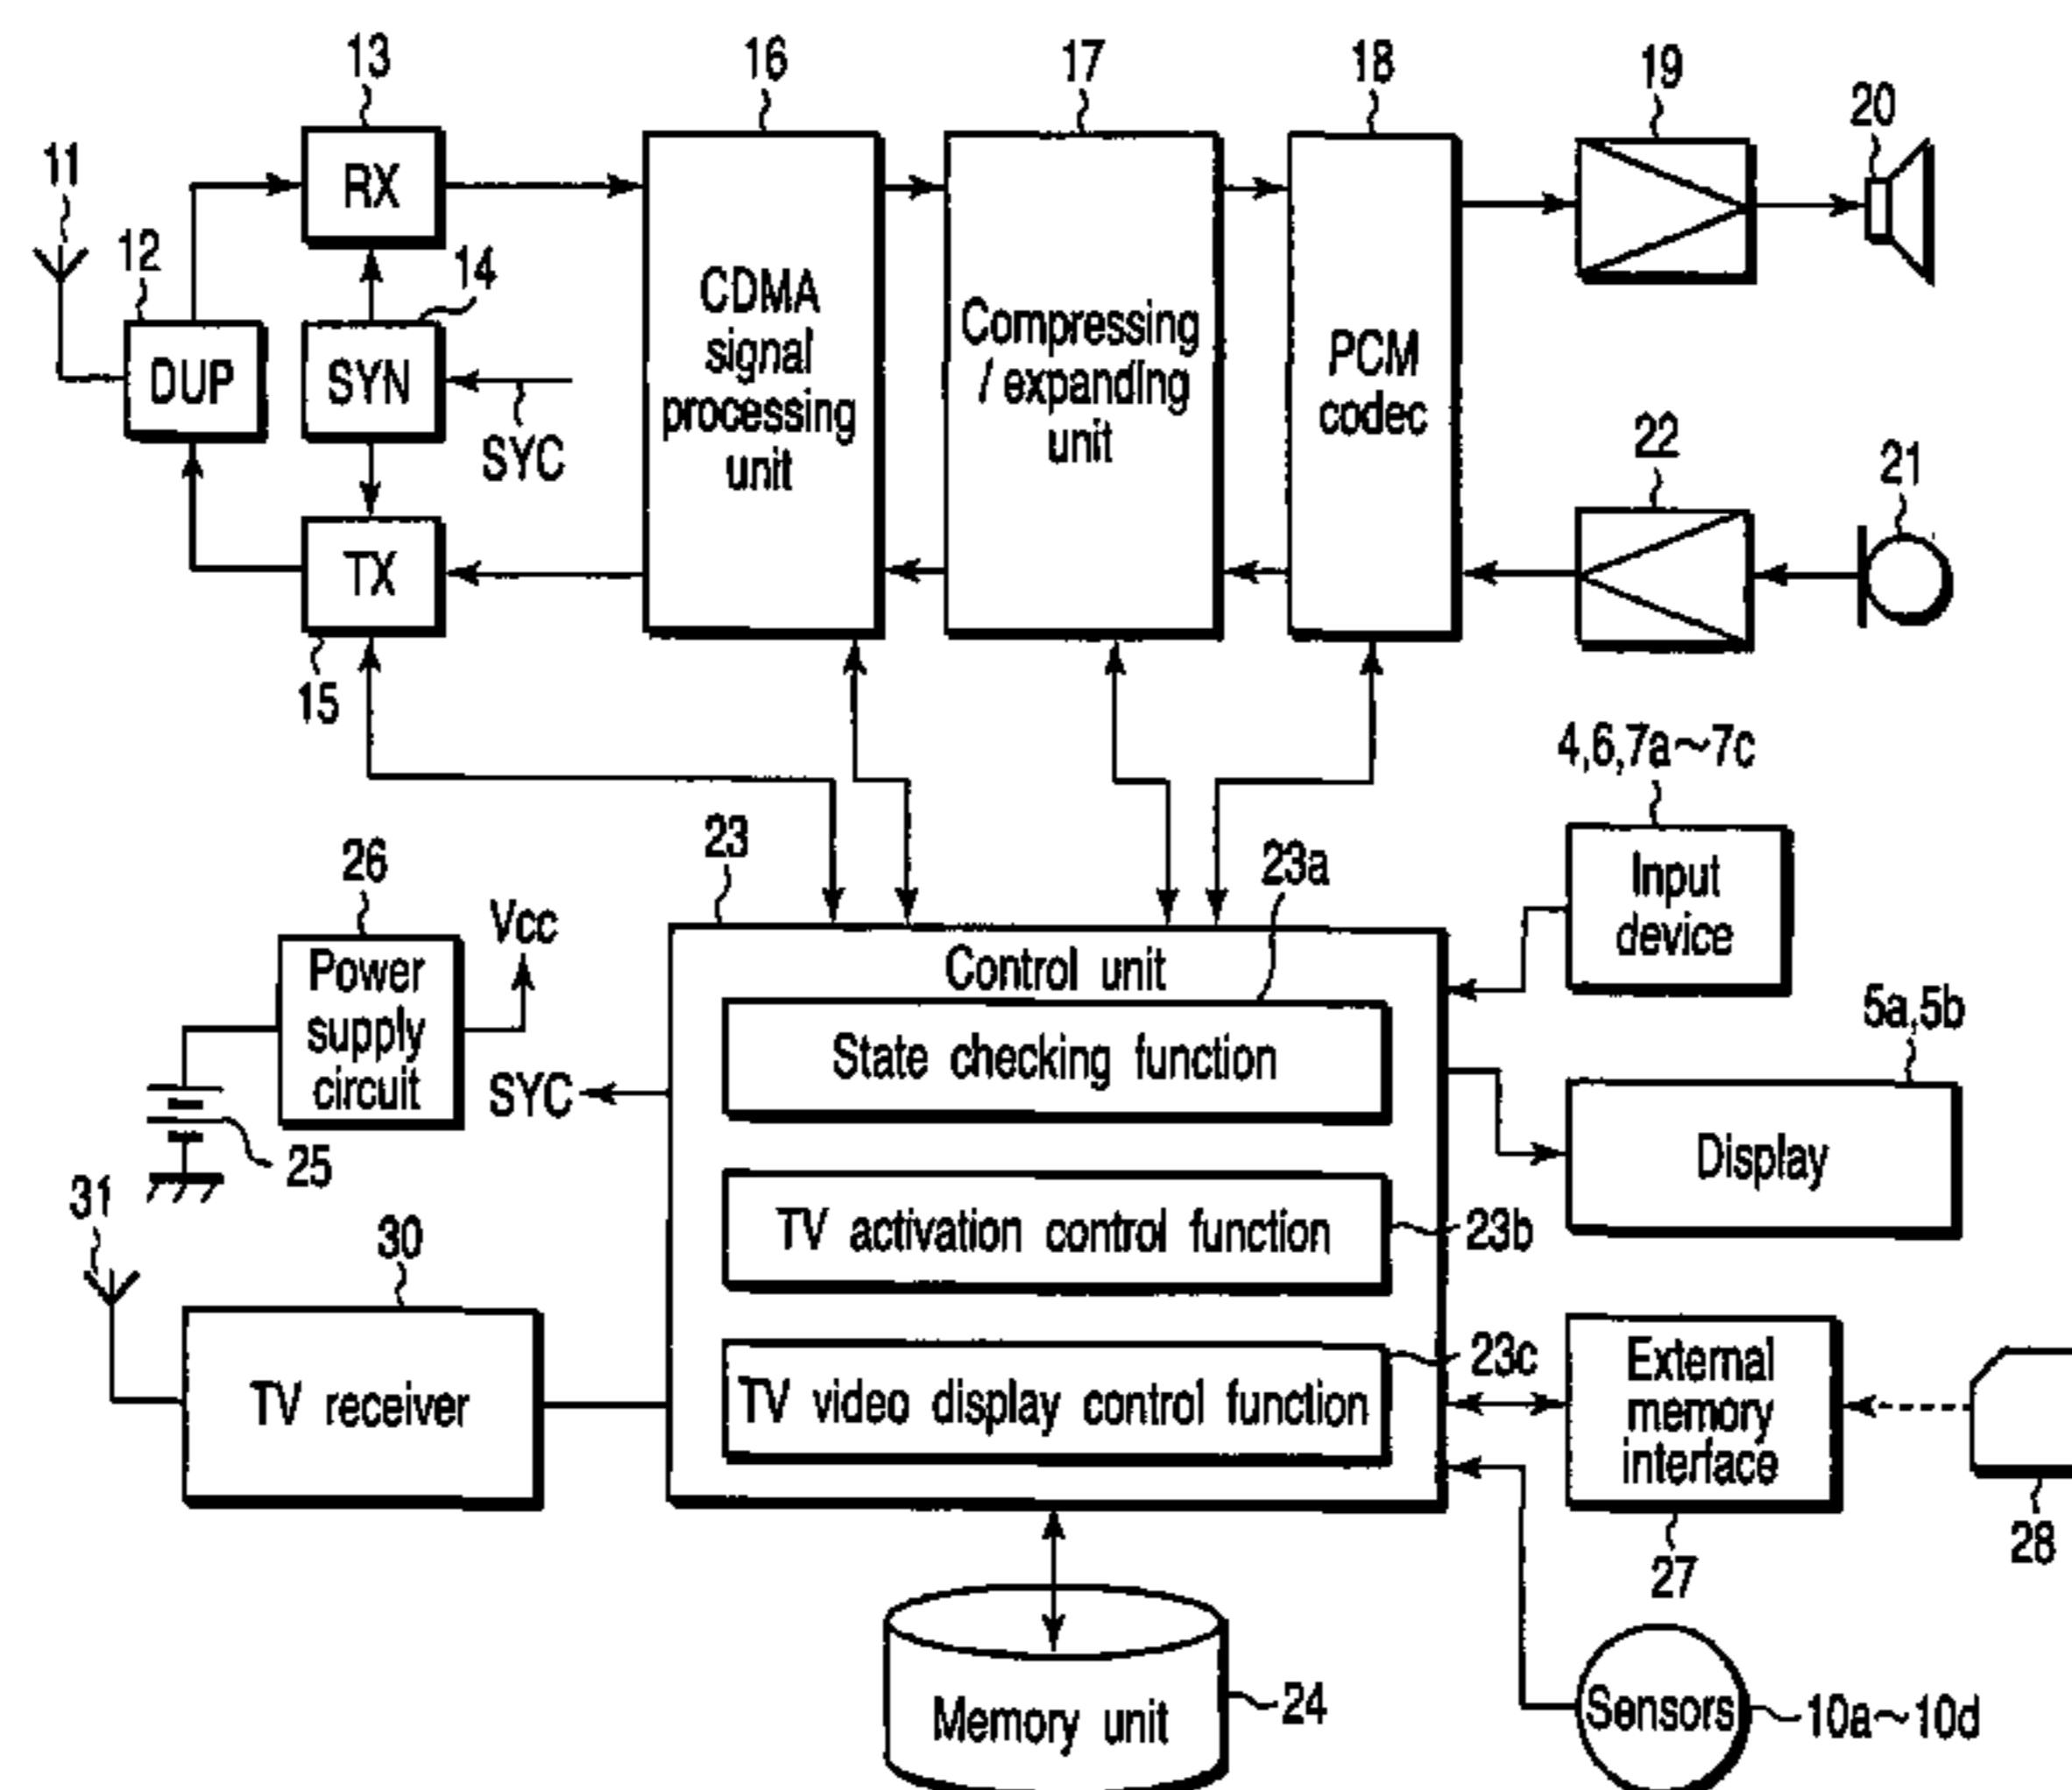 13
16
17
18
19
20
11
RX
12
14
CDMA
signal
processing
unit
Compressing
/ expanding
unit
PCM
codec
DUP
SYN
SYC
22
21
TX
15
4,6,7a~7c
23
23a
26
Vcc
Input
device
Power
supply
circuit
Control unit
5a,5b
State checking function
SYC
25
Display
31
30
TV activation control function
23b
TV receiver
TV video display control function
23c
External
memory
interface
28
27
Memory unit
24
Sensors
10a~10d